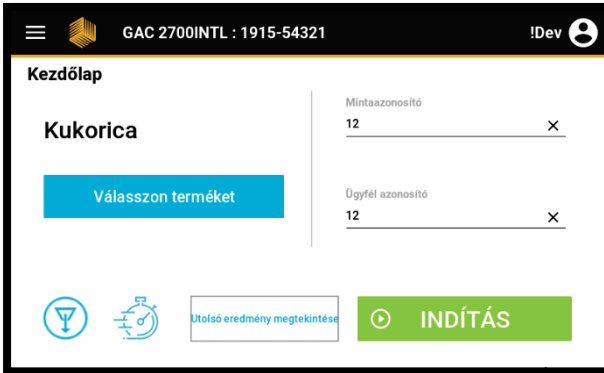 GAC 2700INTL : 1915-54321
!Dev
Kezdőlap
Kukorica
Válasszon terméket
Mintaazonosító
12
Ügyfél azonosító
12
Utolsó eredmény megtekintése
INDÍTÁS